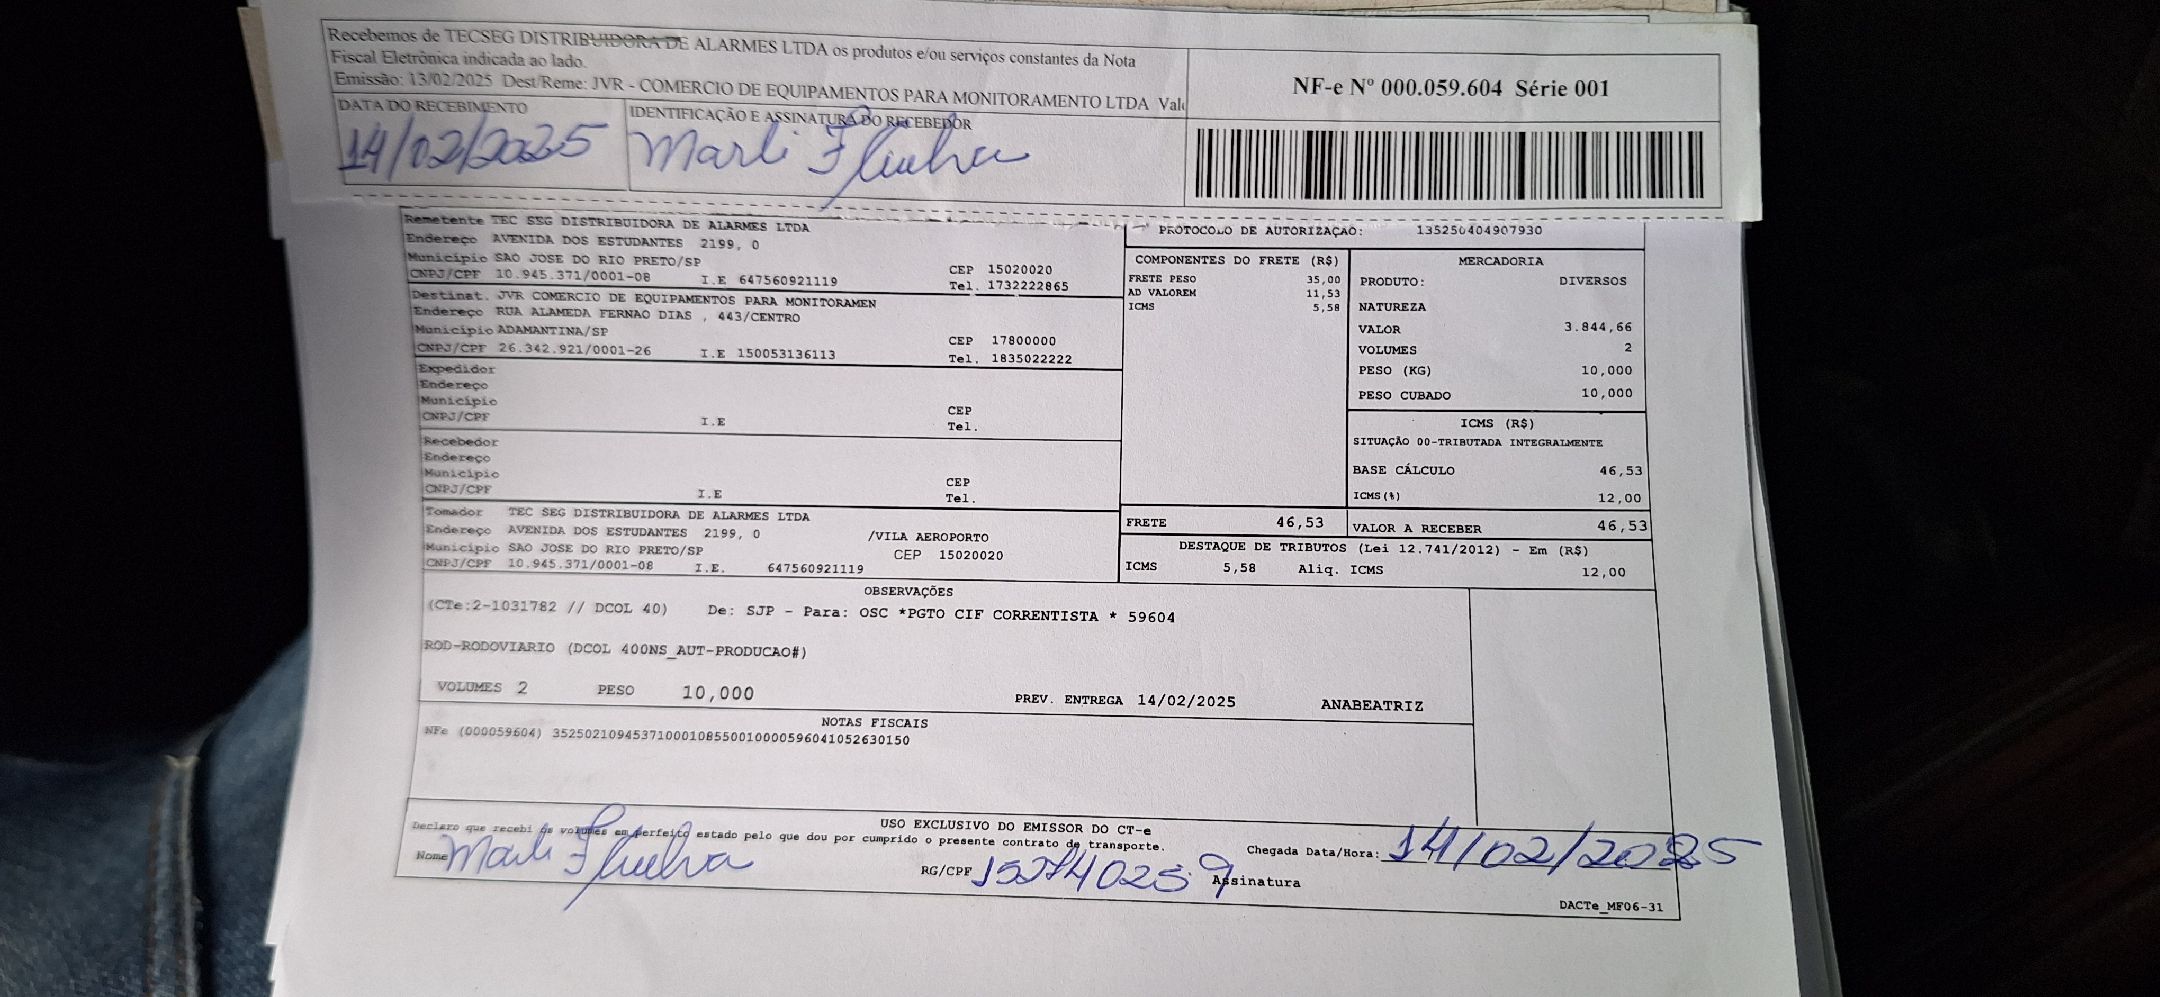 Recebemos de TECSEG DISTRIBUIDORA DE ALARMES LTDA os produtos e/ou serviços constantes da Nota
Fiscal Eletrônica indicada ao lado.
Emissão: 13/02/2025 Dest/Reme: JVR - COMERCIO DE EQUIPAMENTOS PARA MONITORAMENTO LTDA Valo
NF-e Nº 000.059.604 Série 001
DATA DO RECEBIMENTO
14/02/2025
IDENTIFICAÇÃO E ASSINATURA DO RECEBEDOR
Marli
Remetente TEC SEG DISTRIBUIDORA DE ALARMES LTDA
Endereço AVENIDA DOS ESTUDANTES 2199, 0
Município SAO JOSE DO RIO PRETO/SP CEP 15020020
CNPJ/CPF 10.945.371/0001-08 I.E 647560921119 Tel. 1732222865
Destinat. JVR COMERCIO DE EQUIPAMENTOS PARA MONITORAMEN
Endereço RUA ALAMEDA FERNAO DIAS , 443/CENTRO
Município ADAMANTINA/SP CEP 17800000
CNPJ/CPF 26.342.921/0001-26 I.E 150053136113 Tel. 1835022222
Expedidor
Endereço
Município CEP
CNPJ/CPF I.E Tel.
Recebedor
Endereço
Município CEP
CNPJ/CPF I.E Tel.
Tomador TEC SEG DISTRIBUIDORA DE ALARMES LTDA
Endereço AVENIDA DOS ESTUDANTES 2199, 0 /VILA AEROPORTO
Município SAO JOSE DO RIO PRETO/SP CEP 15020020
CNPJ/CPF 10.945.371/0001-08 I.E. 647560921119
PROTOCOLO DE AUTORIZAÇÃO: 135250404907930
COMPONENTES DO FRETE (R$)
FRETE PESO 35,00
AD VALOREM 11,53
ICMS 5,58
MERCADORIA
PRODUTO: DIVERSOS
NATUREZA
VALOR 3.844,66
VOLUMES 2
PESO (KG) 10,000
PESO CUBADO 10,000
ICMS (R$)
SITUAÇÃO 00-TRIBUTADA INTEGRALMENTE
BASE CÁLCULO 46,53
ICMS(%) 12,00
FRETE 46,53
VALOR A RECEBER 46,53
DESTAQUE DE TRIBUTOS (Lei 12.741/2012) - Em (R$)
ICMS 5,58 Aliq. ICMS 12,00
OBSERVAÇÕES
(CTe:2-1031782 // DCOL 40) De: SJP - Para: OSC *PGTO CIF CORRENTISTA * 59604
ROD-RODOVIARIO (DCOL 400NS_AUT-PRODUCAO#)
VOLUMES 2 PESO 10,000 PREV. ENTREGA 14/02/2025 ANABEATRIZ
NOTAS FISCAIS
NFe (000059604) 35250210945371000108550010000596041052630150
USO EXCLUSIVO DO EMISSOR DO CT-e
Declaro que recebi os volumes em perfeito estado pelo que dou por cumprido o presente contrato de transporte.
Nome Marli
RG/CPF
Assinatura
Chegada Data/Hora: 14/02/2025
DACTe_MF06-31